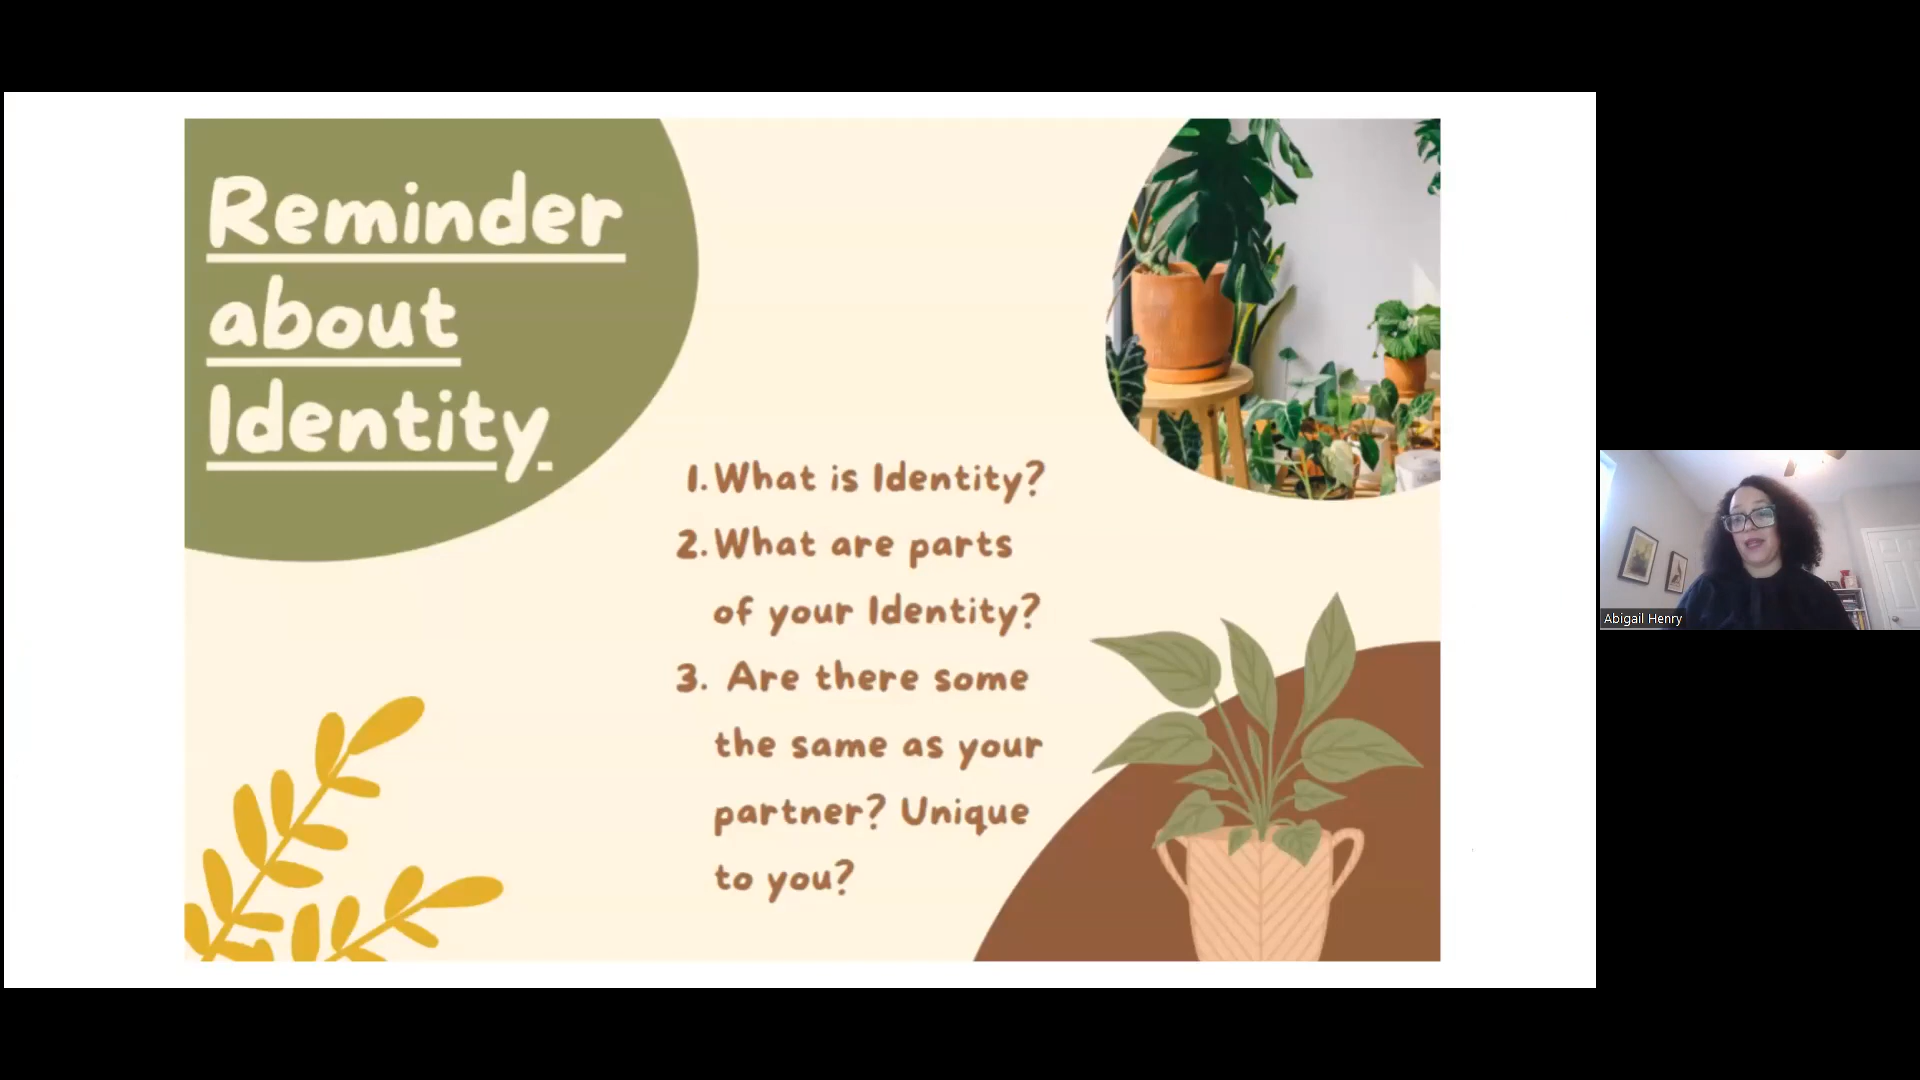 Reminder
about
Identity
1. What is Identity?
2. What are parts
of your Identity?
3. Are there some
the same as your
partner? Unique
to you?
Abigail Henry